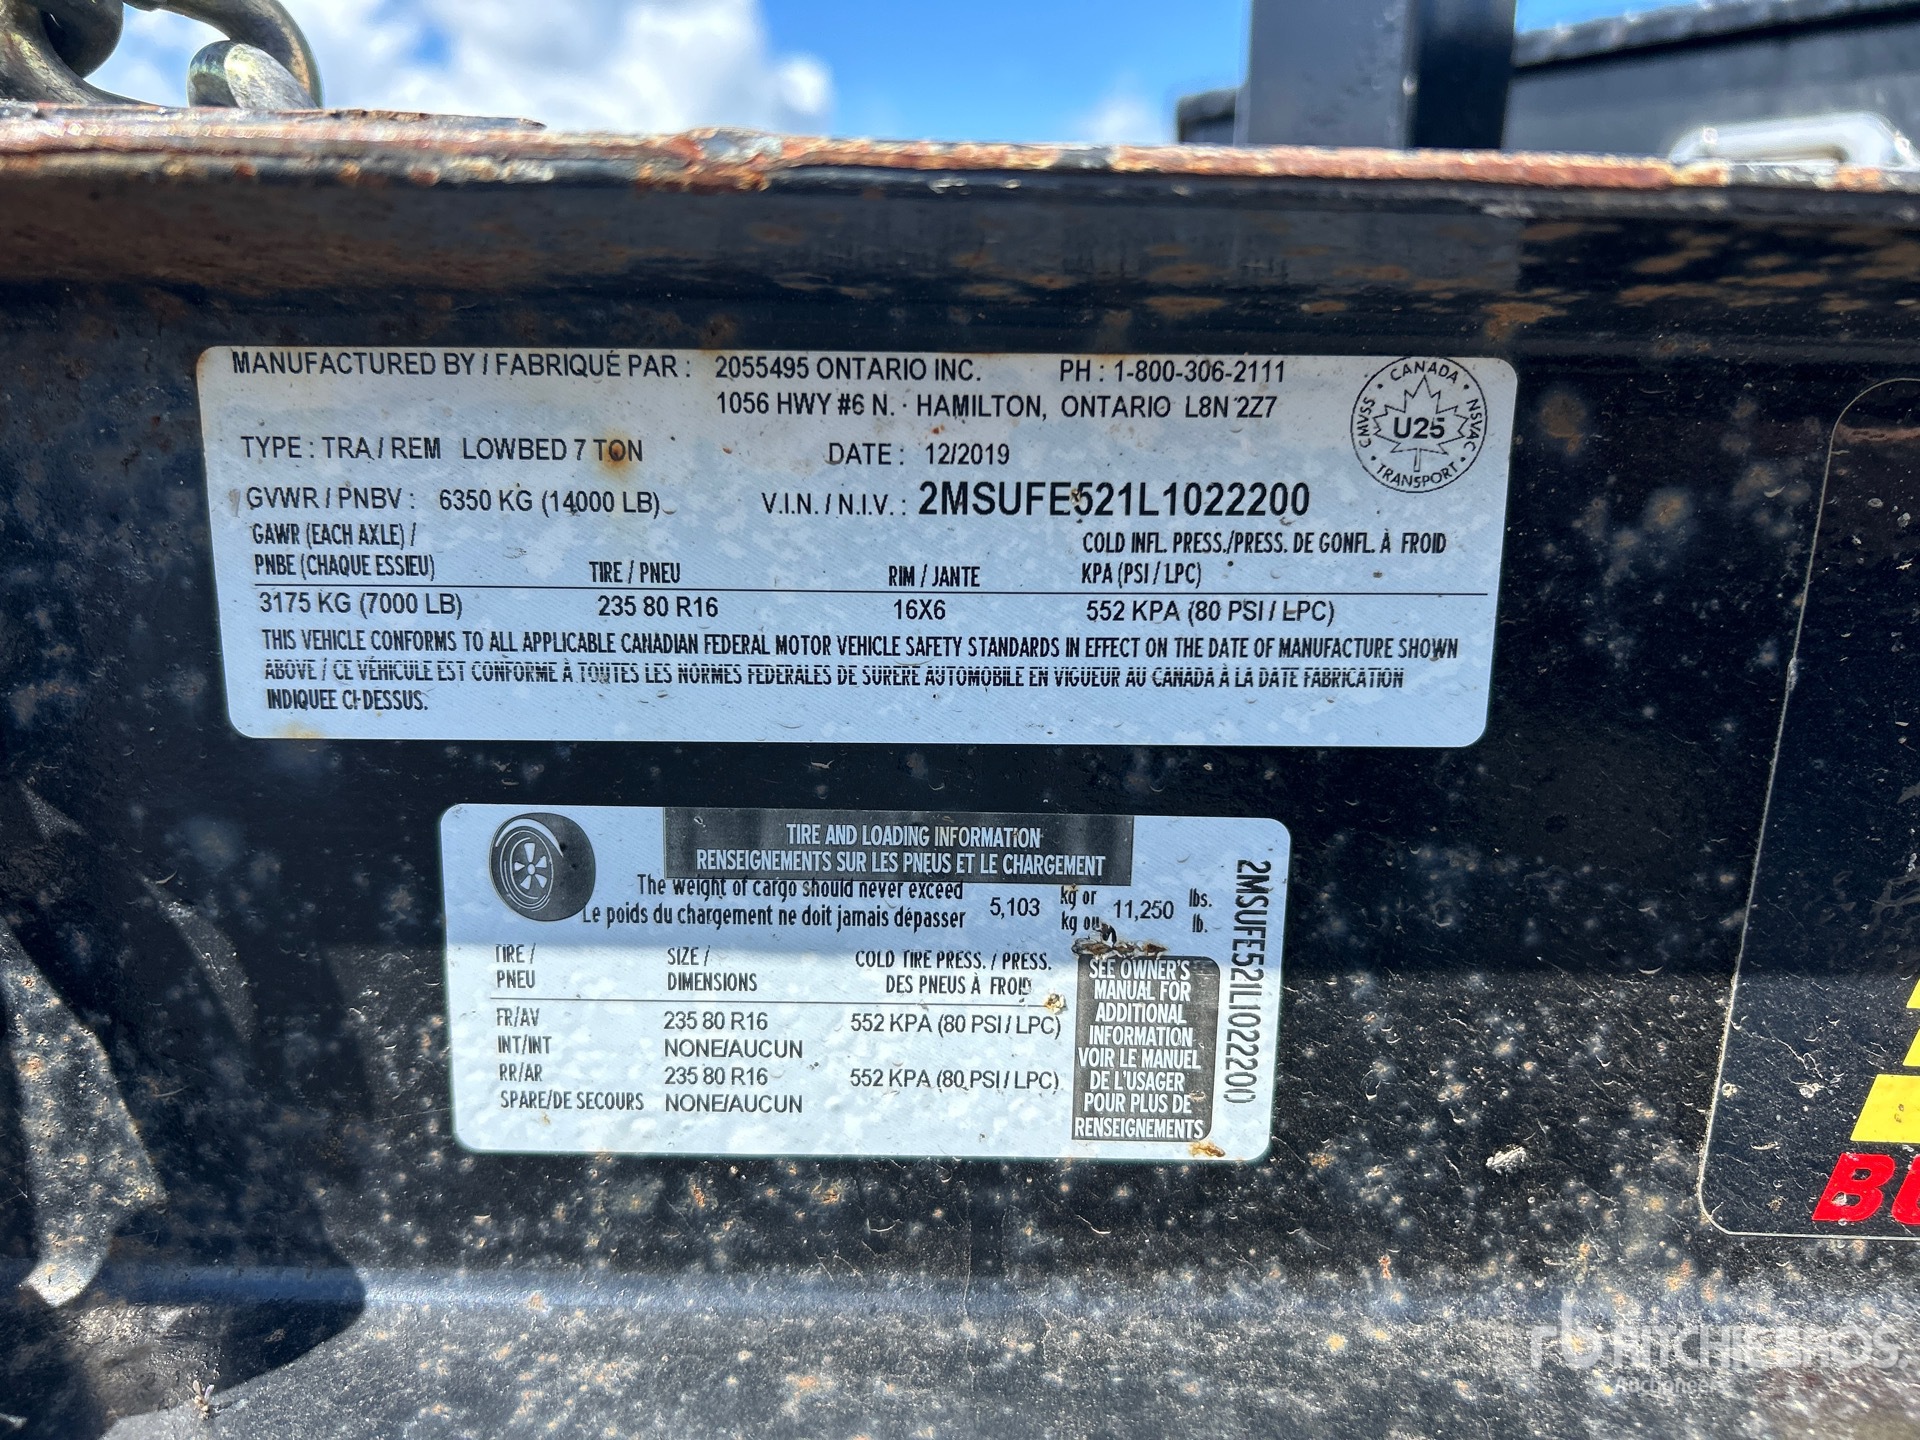 MANUFACTURED BY / FABRIQUÉ PAR : 2055495 ONTARIO INC. PH : 1-800-306-2111
1056 HWY #6 N. · HAMILTON, ONTARIO L8N 2Z7
CANADA
CMVSS
U25
NSVAC
TRANSPORT
TYPE : TRA / REM LOWBED 7 TON DATE : 12/2019
GVWR / PNBV : 6350 KG (14000 LB) V.I.N. / N.I.V. : 2MSUFE521L1022200
GAWR (EACH AXLE) /
PNBE (CHAQUE ESSIEU) TIRE / PNEU RIM / JANTE COLD INFL. PRESS./PRESS. DE GONFL. À FROID
KPA (PSI / LPC)
3175 KG (7000 LB) 235 80 R16 16X6 552 KPA (80 PSI / LPC)
THIS VEHICLE CONFORMS TO ALL APPLICABLE CANADIAN FEDERAL MOTOR VEHICLE SAFETY STANDARDS IN EFFECT ON THE DATE OF MANUFACTURE SHOWN
ABOVE / CE VÉHICULE EST CONFORME À TOUTES LES NORMES FEDERALES DE SURERE AUTOMOBILE EN VIGUEUR AU CANADA À LA DATE FABRICATION
INDIQUEE CI-DESSUS.
TIRE AND LOADING INFORMATION
RENSEIGNEMENTS SUR LES PNEUS ET LE CHARGEMENT
The weight of cargo should never exceed 5,103 kg or 11,250 lbs.
Le poids du chargement ne doit jamais dépasser kg ou lb.
TIRE / SIZE / COLD TIRE PRESS. / PRESS.
PNEU DIMENSIONS DES PNEUS À FROID
FR/AV 235 80 R16 552 KPA (80 PSI / LPC)
INT/INT NONE/AUCUN
RR/AR 235 80 R16 552 KPA (80 PSI / LPC)
SPARE/DE SECOURS NONE/AUCUN
SEE OWNER'S
MANUAL FOR
ADDITIONAL
INFORMATION
VOIR LE MANUEL
DE L'USAGER
POUR PLUS DE
RENSEIGNEMENTS
2MSUFE521L1022200
rb RITCHIE BROS.
Auctioneers